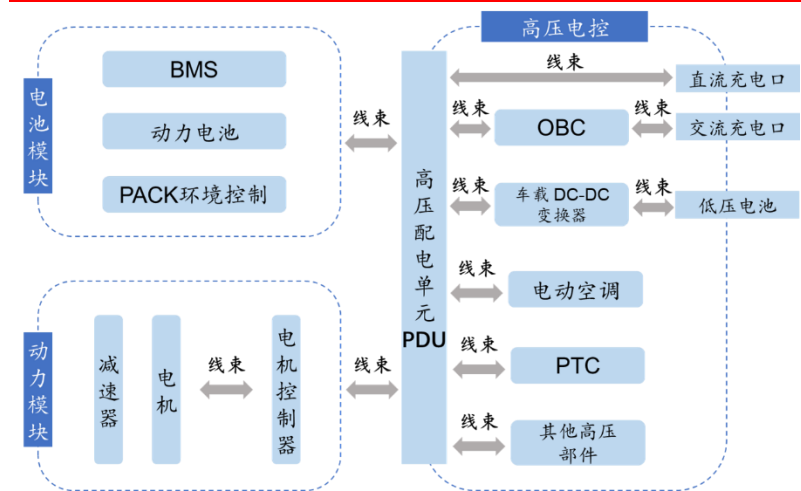 高压电控
电池模块
BMS
动力电池
PACK环境控制
线束
高压配电单元PDU
线束
直流充电口
线束
OBC
线束
交流充电口
线束
车载 DC-DC
变换器
线束
低压电池
线束
电动空调
线束
PTC
线束
其他高压
部件
动力模块
减速器
电机
线束
电机控制器
线束